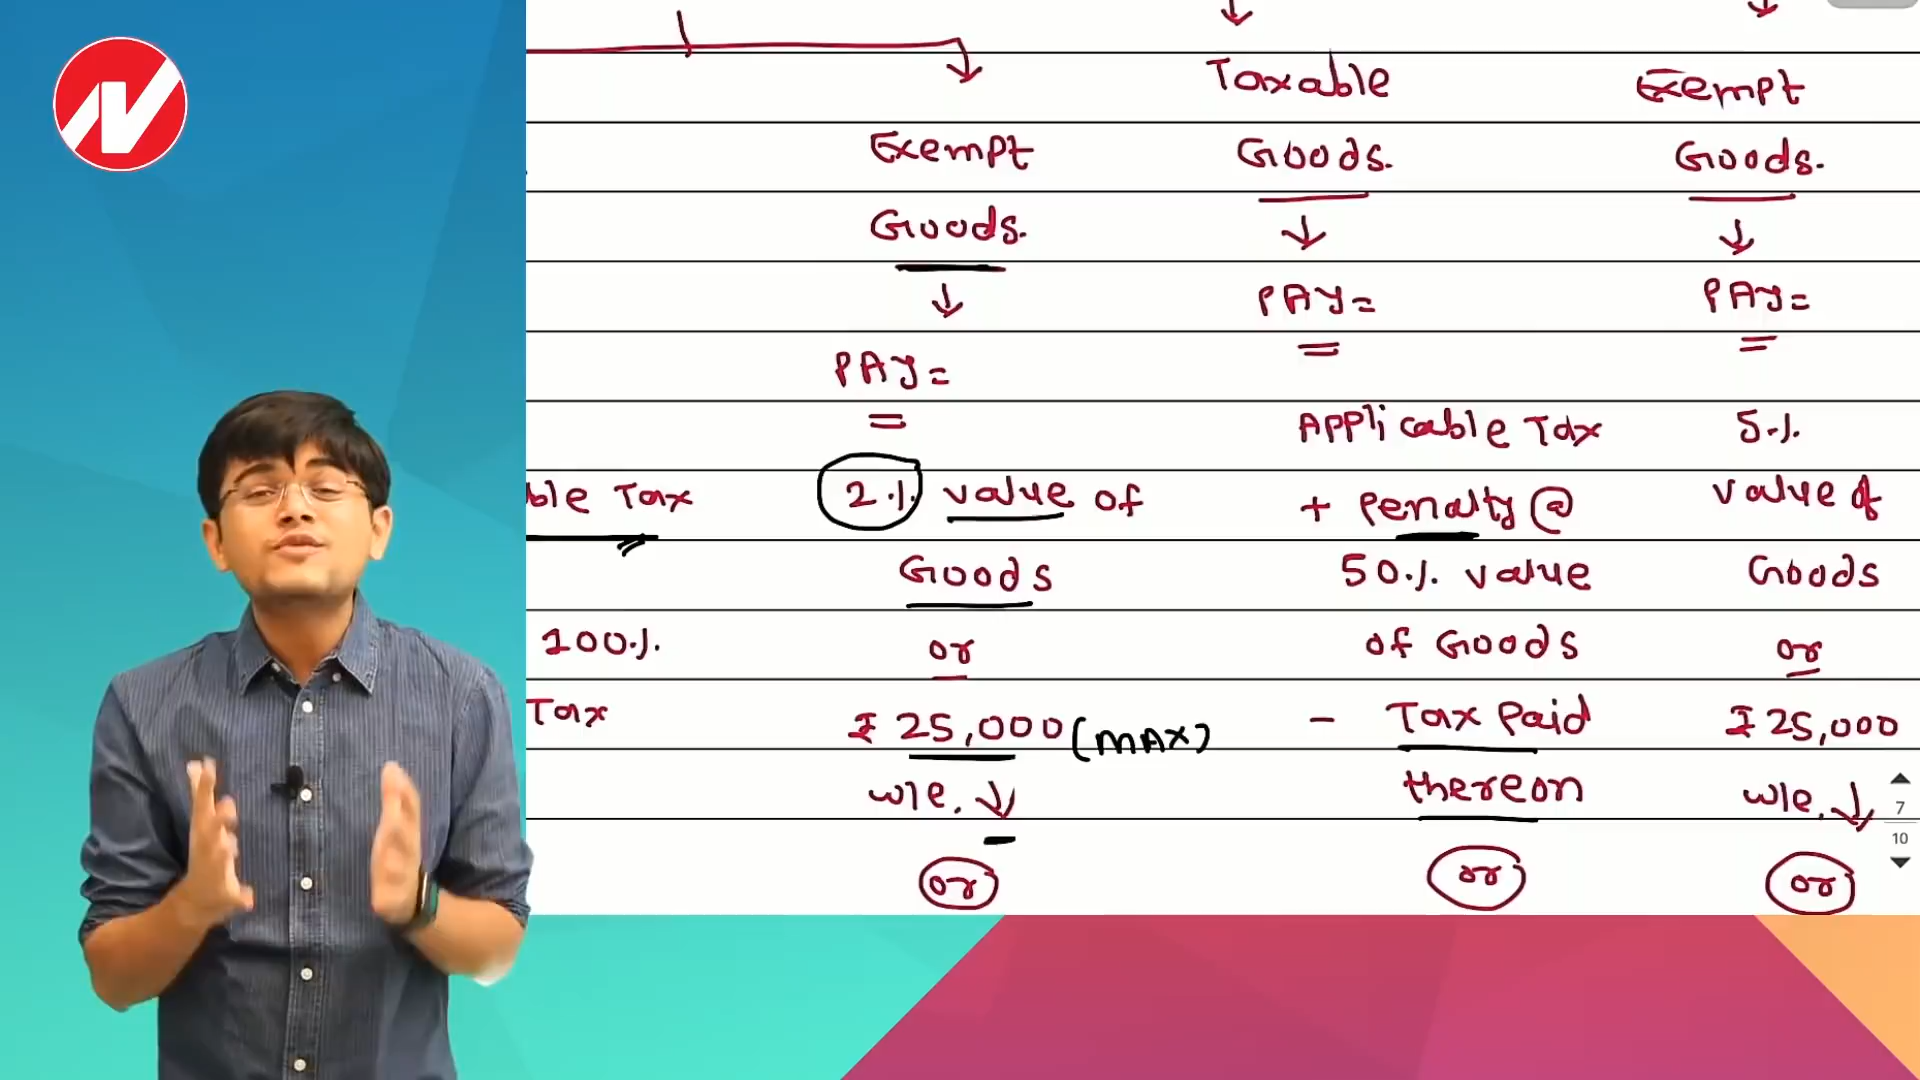 Exempt
Goods.
↓
PAY=
2% value of
Goods
or
₹ 25,000 (MAX)
w/e. ↓
or
Taxable
Goods.
↓
PAY=
Applicable Tax
+ Penalty @
50% value
of Goods
- Tax Paid
thereon
or
Exempt
Goods.
↓
PAY=
5%
value of
Goods
or
₹ 25,000
w/e. ↓
or
ble Tax
100%
Tax
7
10